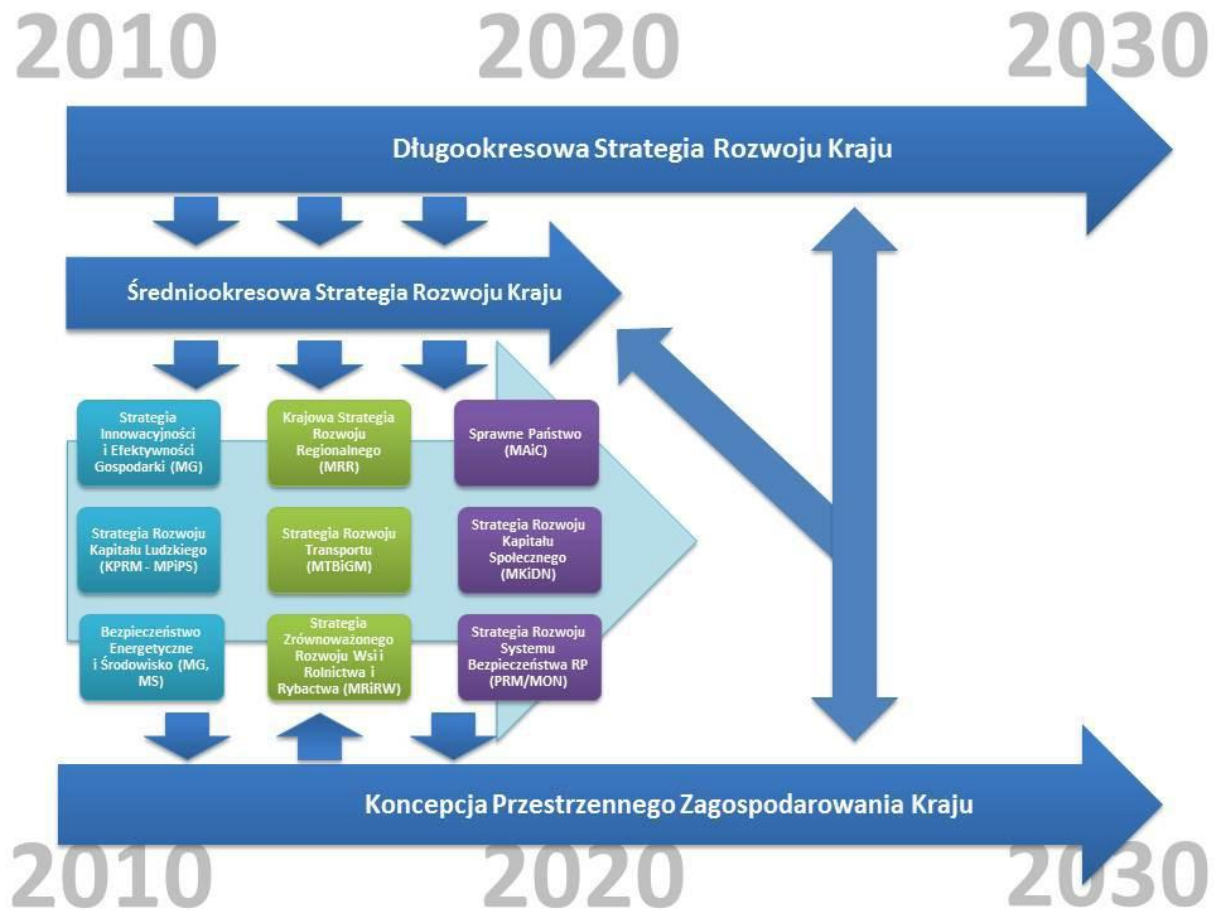 2010 2020 2030
Długookresowa Strategia Rozwoju Kraju
Średniookresowa Strategia Rozwoju Kraju
Strategia
Innowacyjności
i Efektywności
Gospodarki (MG)
Krajowa Strategia
Rozwoju
Regionalnego
(MRR)
Sprawne Państwo
(MAiC)
Strategia Rozwoju
Kapitału Ludzkiego
(KPRM - MPiPS)
Strategia Rozwoju
Transportu
(MTBiGM)
Strategia Rozwoju
Kapitału
Społecznego
(MKiDN)
Bezpieczeństwo
Energetyczne
i Środowisko (MG,
MS)
Strategia
Zrównoważonego
Rozwoju Wsi i
Rolnictwa i
Rybactwa (MRiRW)
Strategia Rozwoju
Systemu
Bezpieczeństwa RP
(PRM/MON)
Koncepcja Przestrzennego Zagospodarowania Kraju
2010 2020 2030